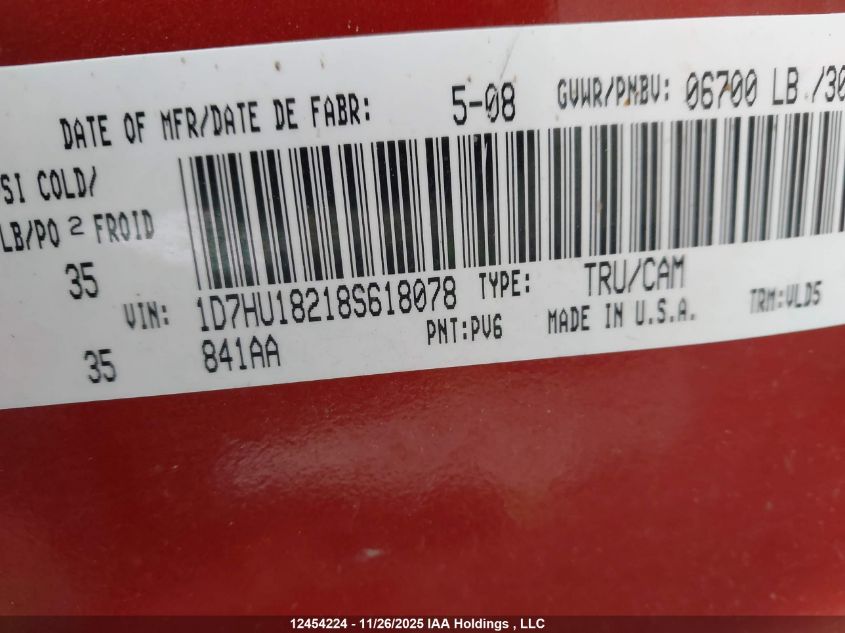 DATE OF MFR/DATE DE FABR: 5-08 GVWR/PNBV: 06700 LB /30
SI COLD/
LB/PO 2 FROID
35
VIN: 1D7HU18218S618078 TYPE: TRU/CAM
35 841AA PNT:PV6 MADE IN U.S.A. TRM:VLD5
12454224 - 11/26/2025 IAA Holdings , LLC